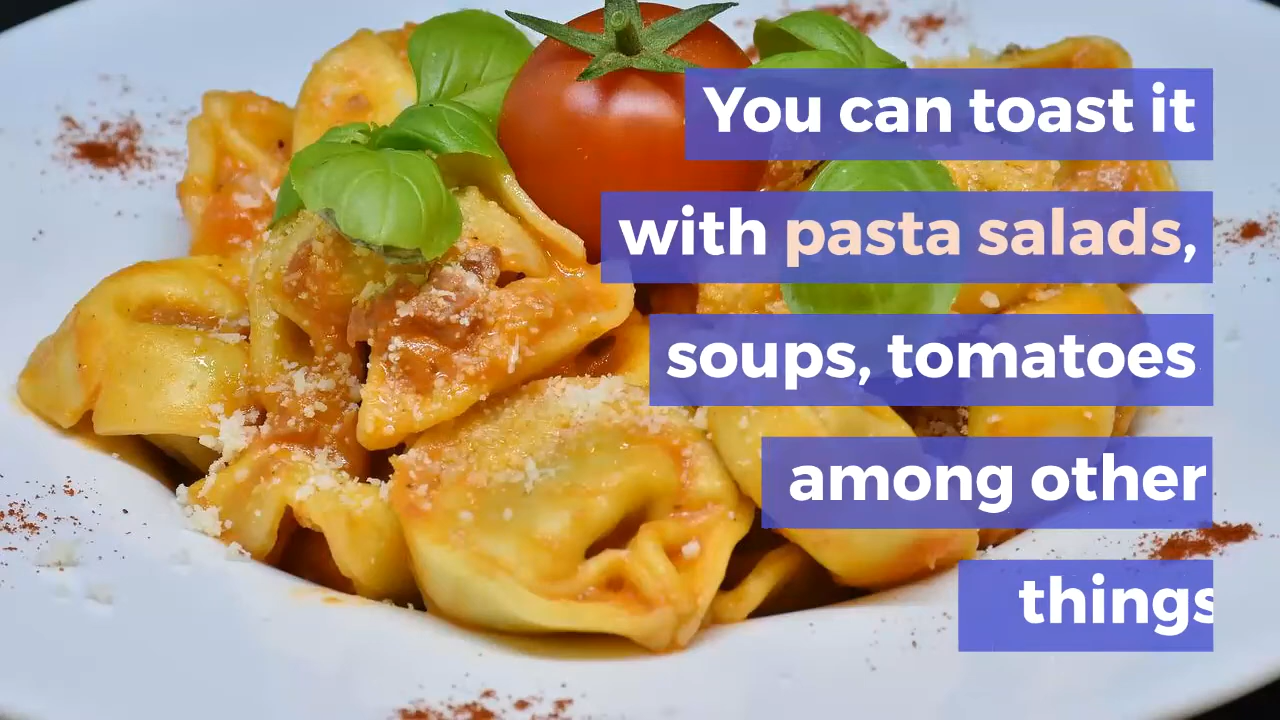 You can toast it
with pasta salads,
soups, tomatoes
among other
things